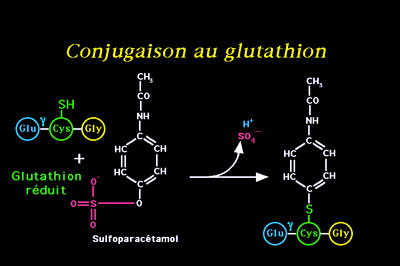 Conjugaison au glutathion
CH3
CO
NH
C
HC CH
HC CH
C
O
SH
Glu γ Cys Gly
+
Glutathion
réduit
O-
O S O
O
Sulfoparacétamol
H+
SO4--
CH3
CO
NH
C
HC CH
HC CH
C
S
Glu γ Cys Gly